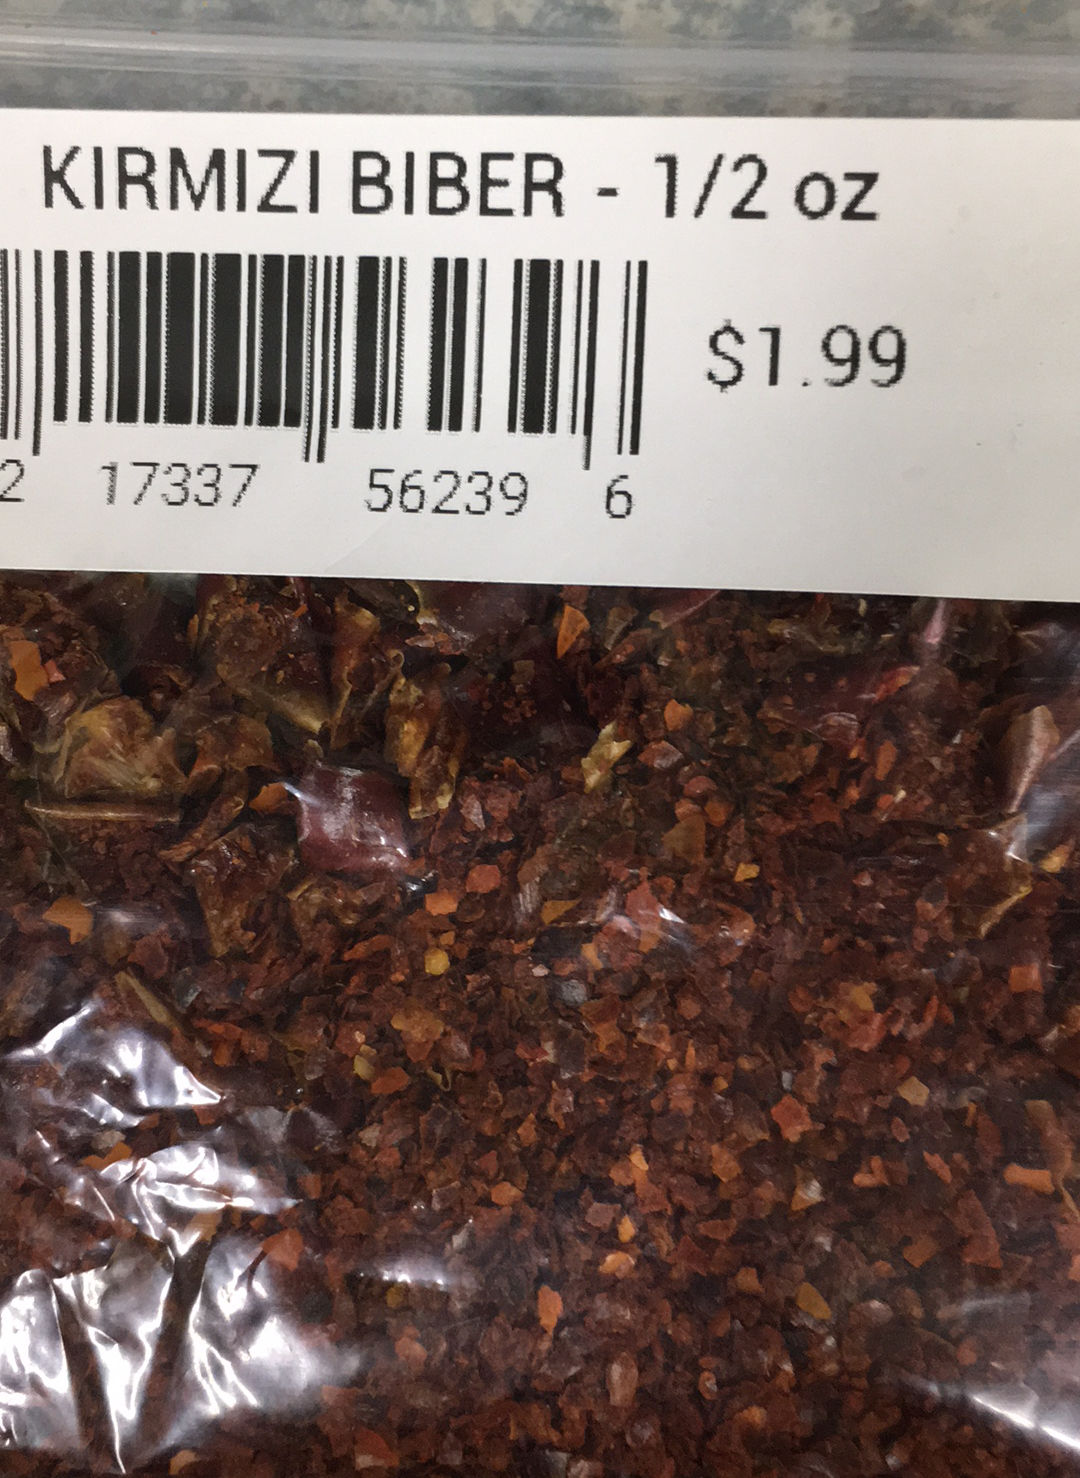 KIRMIZI BIBER - 1/2 oz
$1.99
2 17337 56239 6